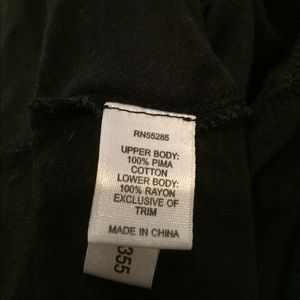 RN55285
UPPER BODY:
100% PIMA
COTTON
LOWER BODY:
100% RAYON
EXCLUSIVE OF
TRIM
MADE IN CHINA
355